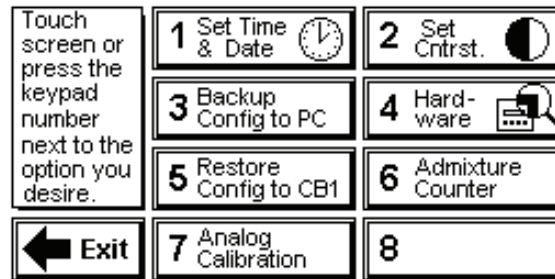 Touch
screen or
press the
keypad
number
next to the
option you
desire.
1 Set Time
& Date
2 Set
Cntrst.
3 Backup
Config to PC
4 Hard-
ware
5 Restore
Config to CB1
6 Admixture
Counter
Exit
7 Analog
Calibration
8